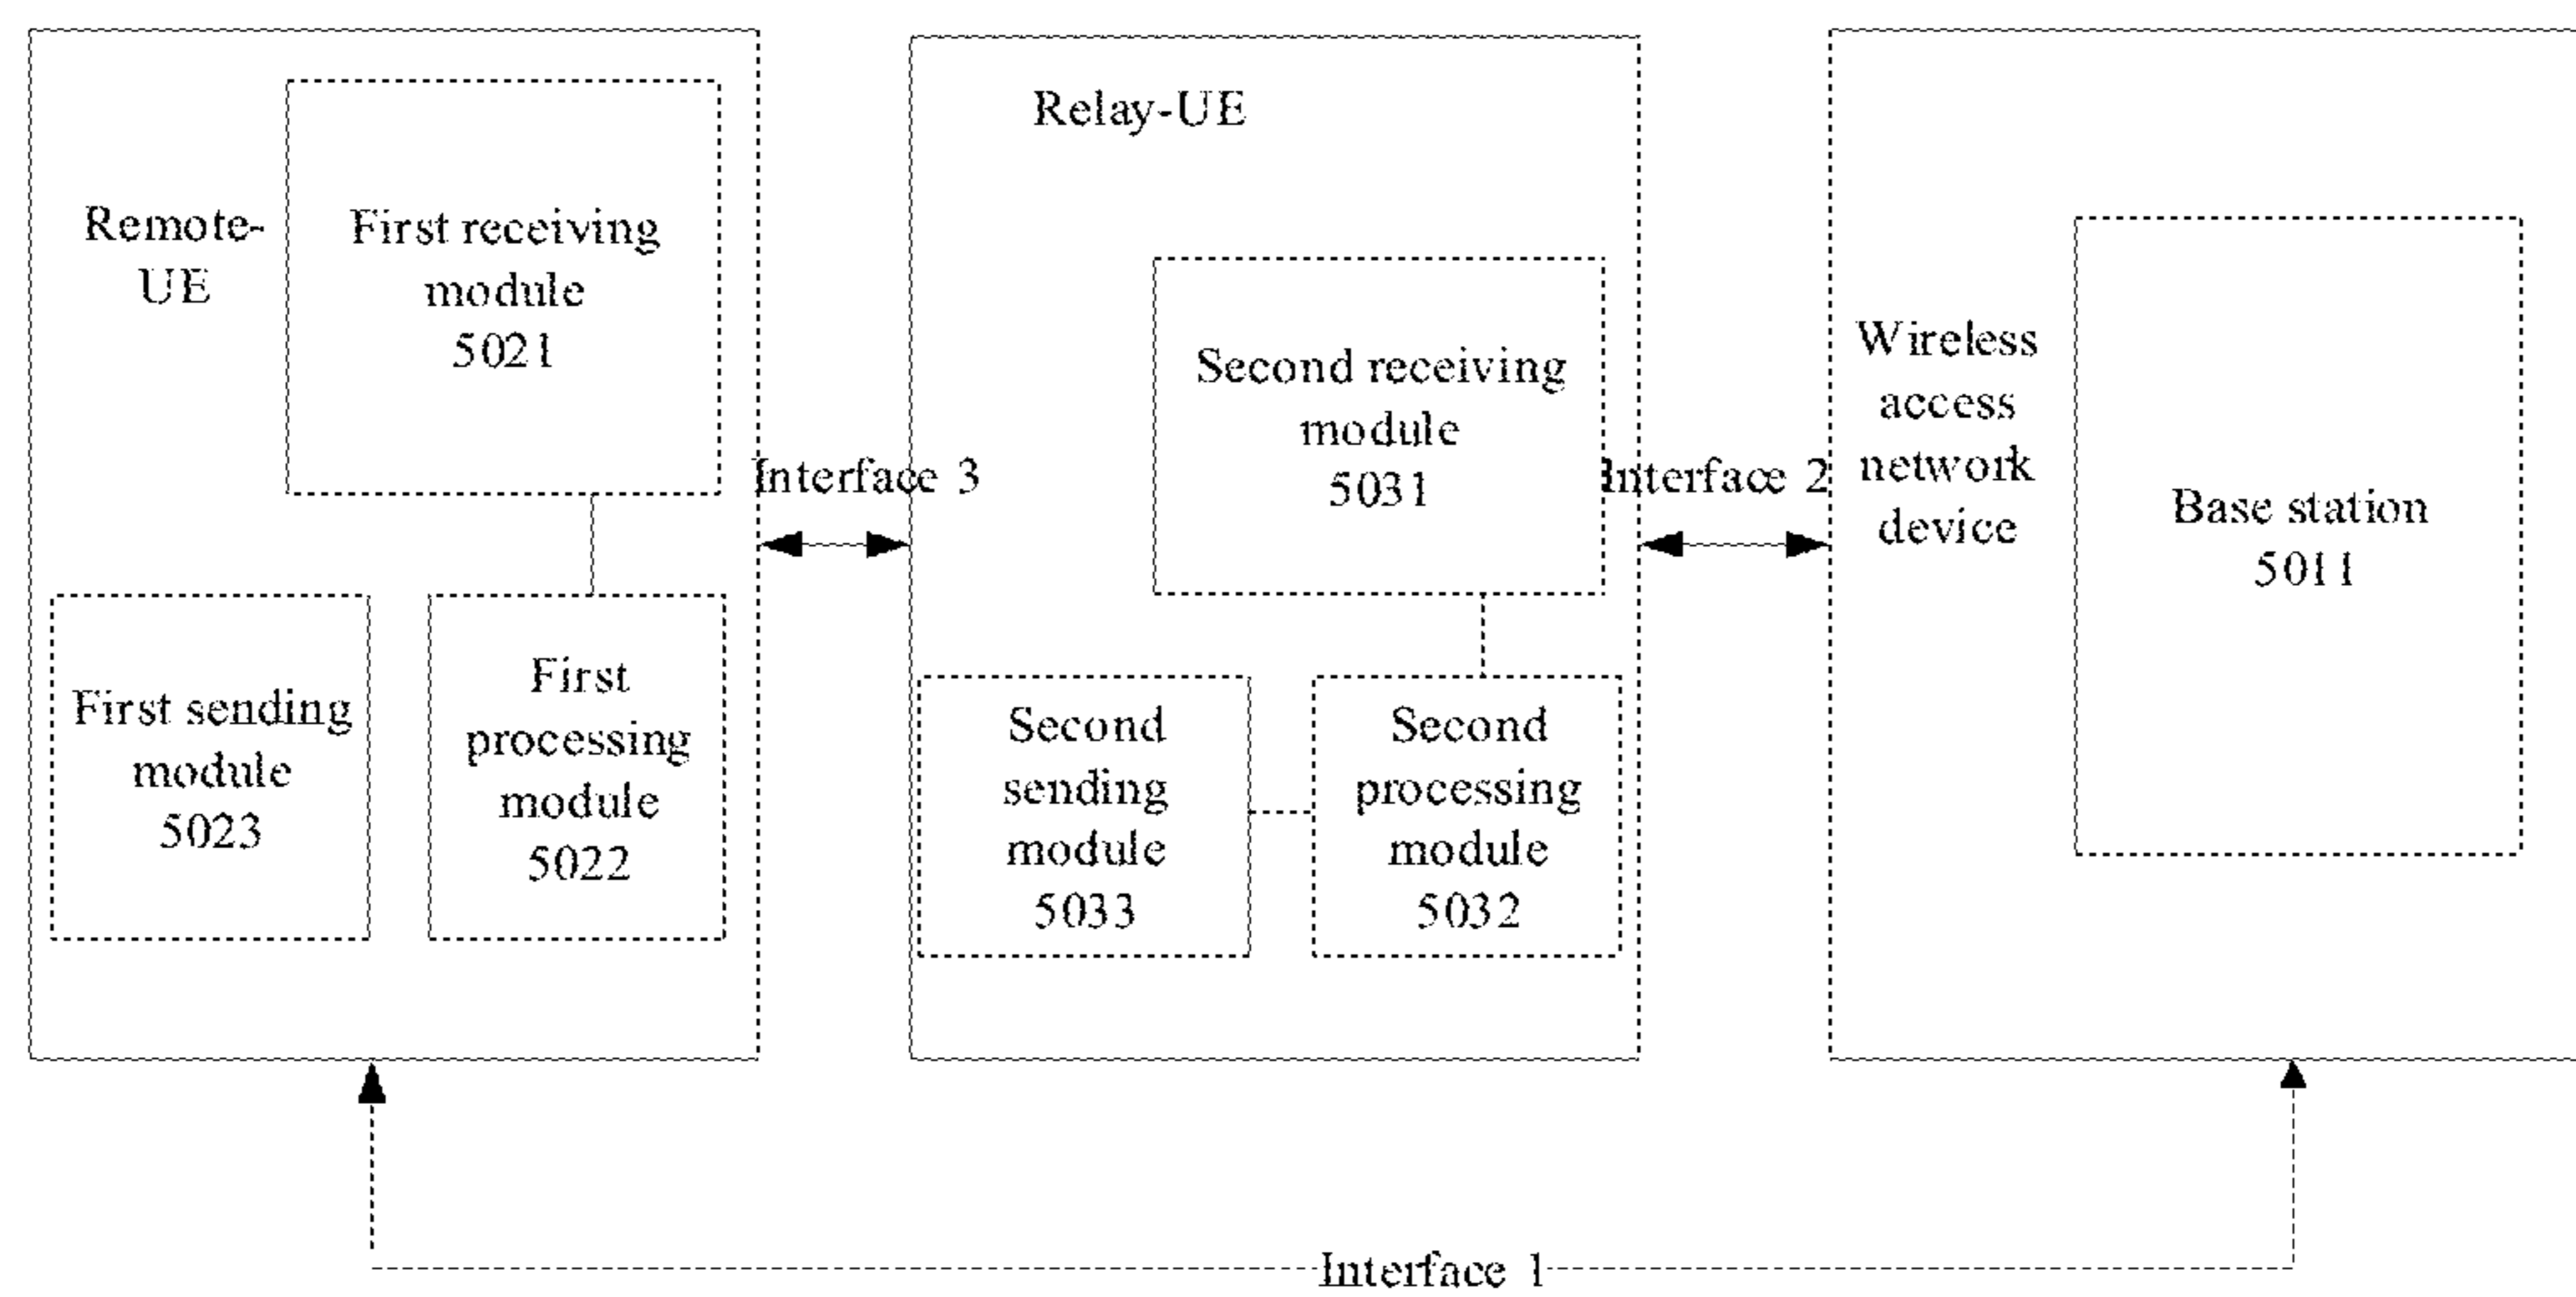 Remote-
UE
First receiving
module
5021
First sending
module
5023
First
processing
module
5022
Interface 3
Relay-UE
Second receiving
module
5031
Second
sending
module
5033
Second
processing
module
5032
Interface 2
Wireless
access
network
device
Base station
5011
Interface 1